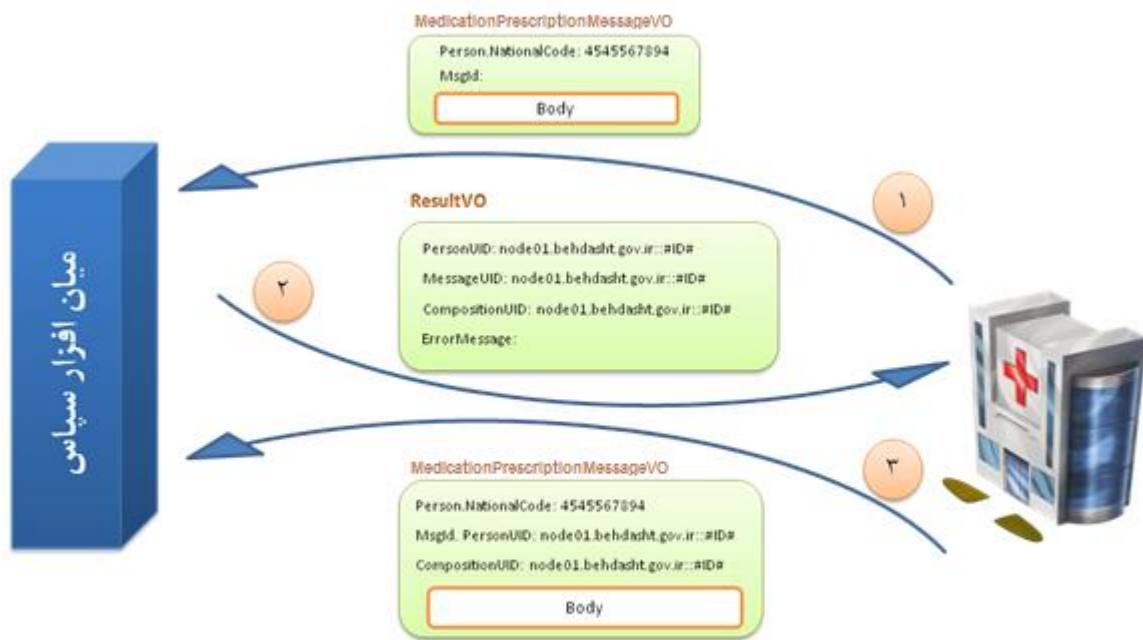 MedicationPrescriptionMessageVO
Person.NationalCode: 4545567894
MsgId:
Body
۱
ResultVO
PersonUID: node01.behdasht.gov.ir::#ID#
MessageUID: node01.behdasht.gov.ir::#ID#
CompositionUID: node01.behdasht.gov.ir::#ID#
ErrorMessage:
۲
میان افزار سپاس
۳
MedicationPrescriptionMessageVO
Person.NationalCode: 4545567894
MsgId. PersonUID: node01.behdasht.gov.ir::#ID#
CompositionUID: node01.behdasht.gov.ir::#ID#
Body